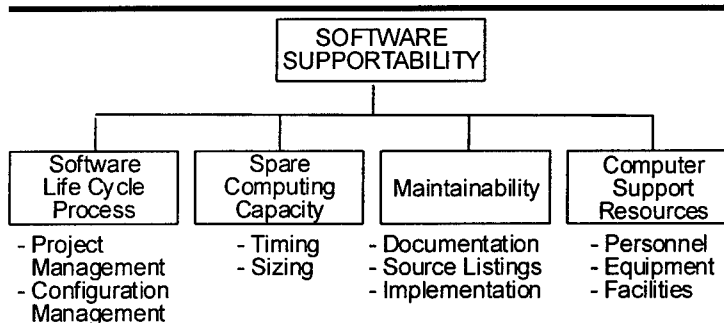 SOFTWARE
SUPPORTABILITY
Software
Life Cycle
Process
Spare
Computing
Capacity
Maintainability
Computer
Support
Resources
- Project
Management
- Configuration
Management
- Timing
- Sizing
- Documentation
- Source Listings
- Implementation
- Personnel
- Equipment
- Facilities